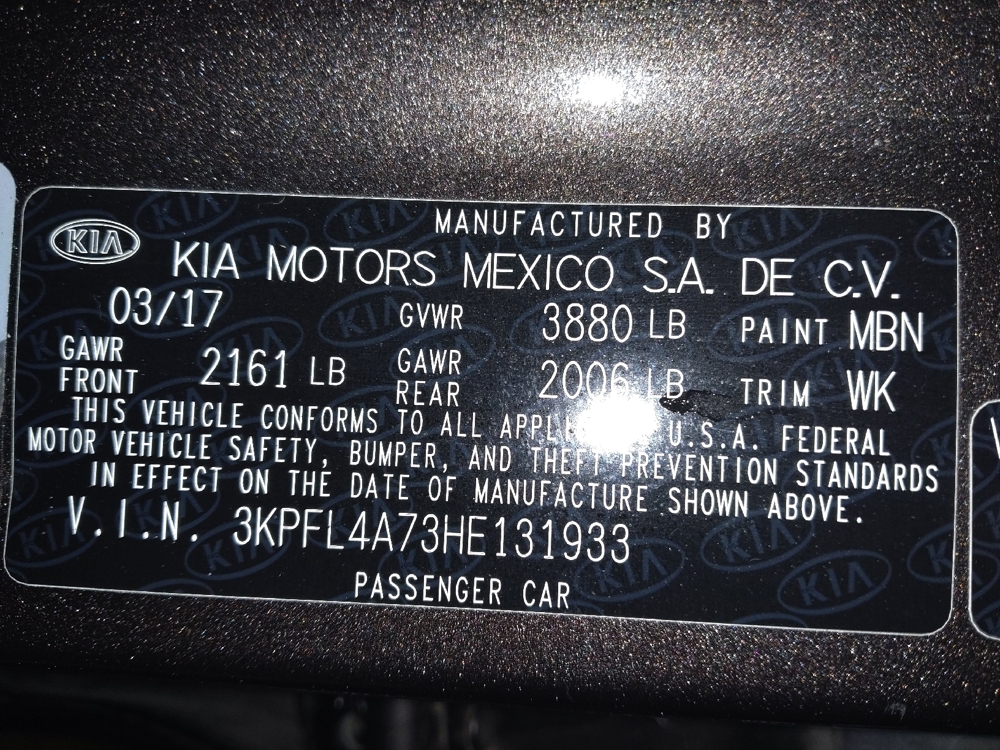 KIA
MANUFACTURED BY
KIA MOTORS MEXICO S.A. DE C.V.
03/17 GVWR 3880 LB PAINT MBN
GAWR FRONT 2161 LB GAWR REAR 2006 LB TRIM WK
THIS VEHICLE CONFORMS TO ALL U.S.A. FEDERAL
MOTOR VEHICLE SAFETY, BUMPER, AND THEFT PREVENTION STANDARDS
IN EFFECT ON THE DATE OF MANUFACTURE SHOWN ABOVE.
V.I.N. 3KPFL4A73HE131933
PASSENGER CAR